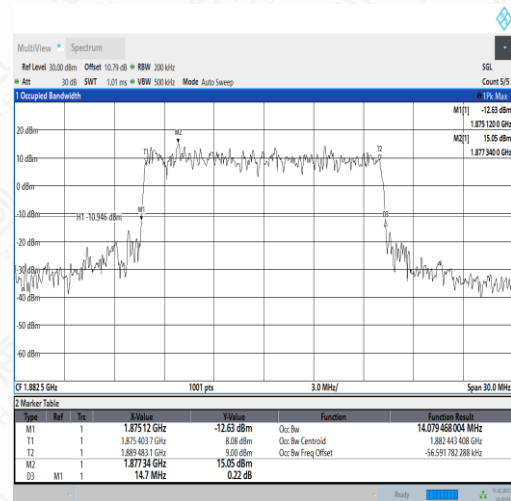 MultiView Spectrum
Ref Level 30.00 dBm Offset 10.79 dB RBW 200 kHz SGL
Att 30 dB SWT 1.01 ms VBW 500 kHz Mode Auto Sweep Count 5/5
1 Occupied Bandwidth 1Pk Max
M1[1] -12.63 dBm
1.875 120 0 GHz
M2[1] 15.05 dBm
1.877 340 0 GHz
20 dBm
M2
T1
T2
10 dBm
0 dBm
M1
-10 dBm
H1 -10.946 dBm
D3
-20 dBm
-30 dBm
-40 dBm
-50 dBm
-60 dBm
CF 1.882 5 GHz 1001 pts 3.0 MHz/ Span 30.0 MHz
2 Marker Table
Type Ref Trc X-Value Y-Value Function Function Result
M1 1 1.875 12 GHz -12.63 dBm Occ Bw 14.079 468 004 MHz
T1 1 1.875 403 7 GHz 8.08 dBm Occ Bw Centroid 1.882 443 408 GHz
T2 1 1.889 483 1 GHz 9.00 dBm Occ Bw Freq Offset -56.591 782 288 kHz
M2 1 1.877 34 GHz 15.05 dBm
D3 M1 1 14.7 MHz 0.22 dB
Ready